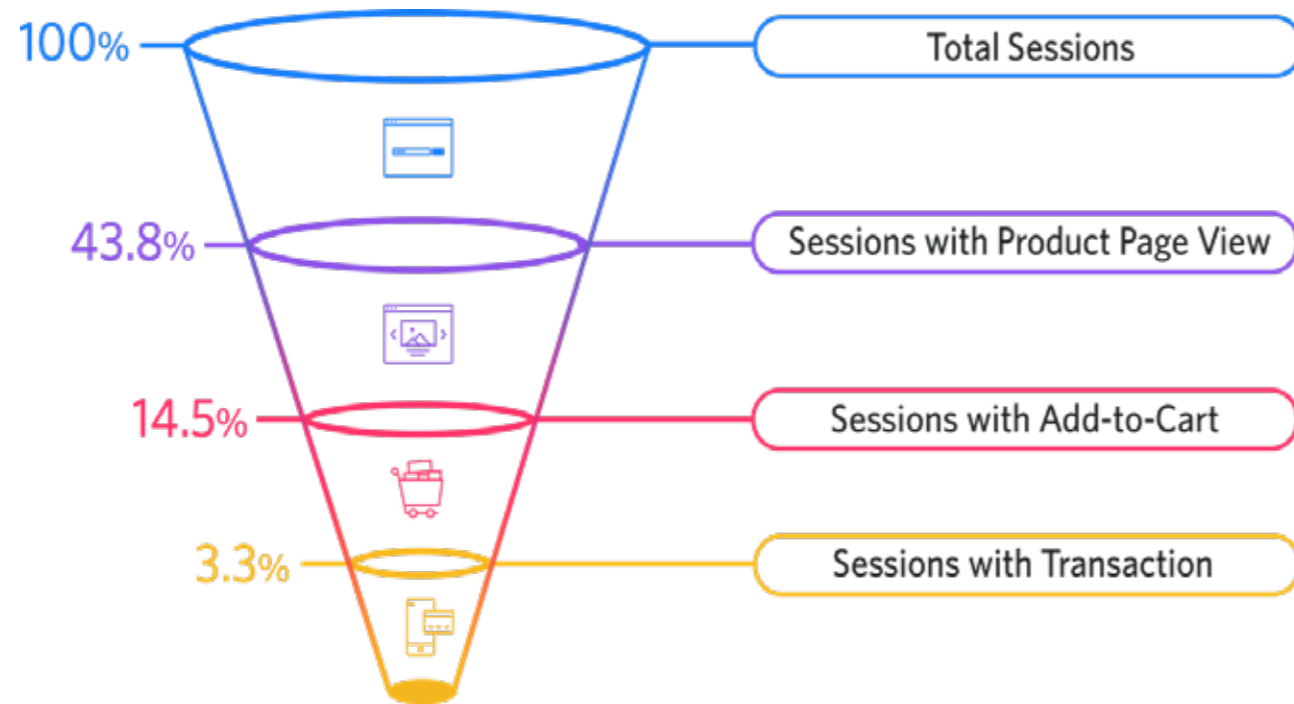 100%
Total Sessions
43.8%
Sessions with Product Page View
14.5%
Sessions with Add-to-Cart
3.3%
Sessions with Transaction